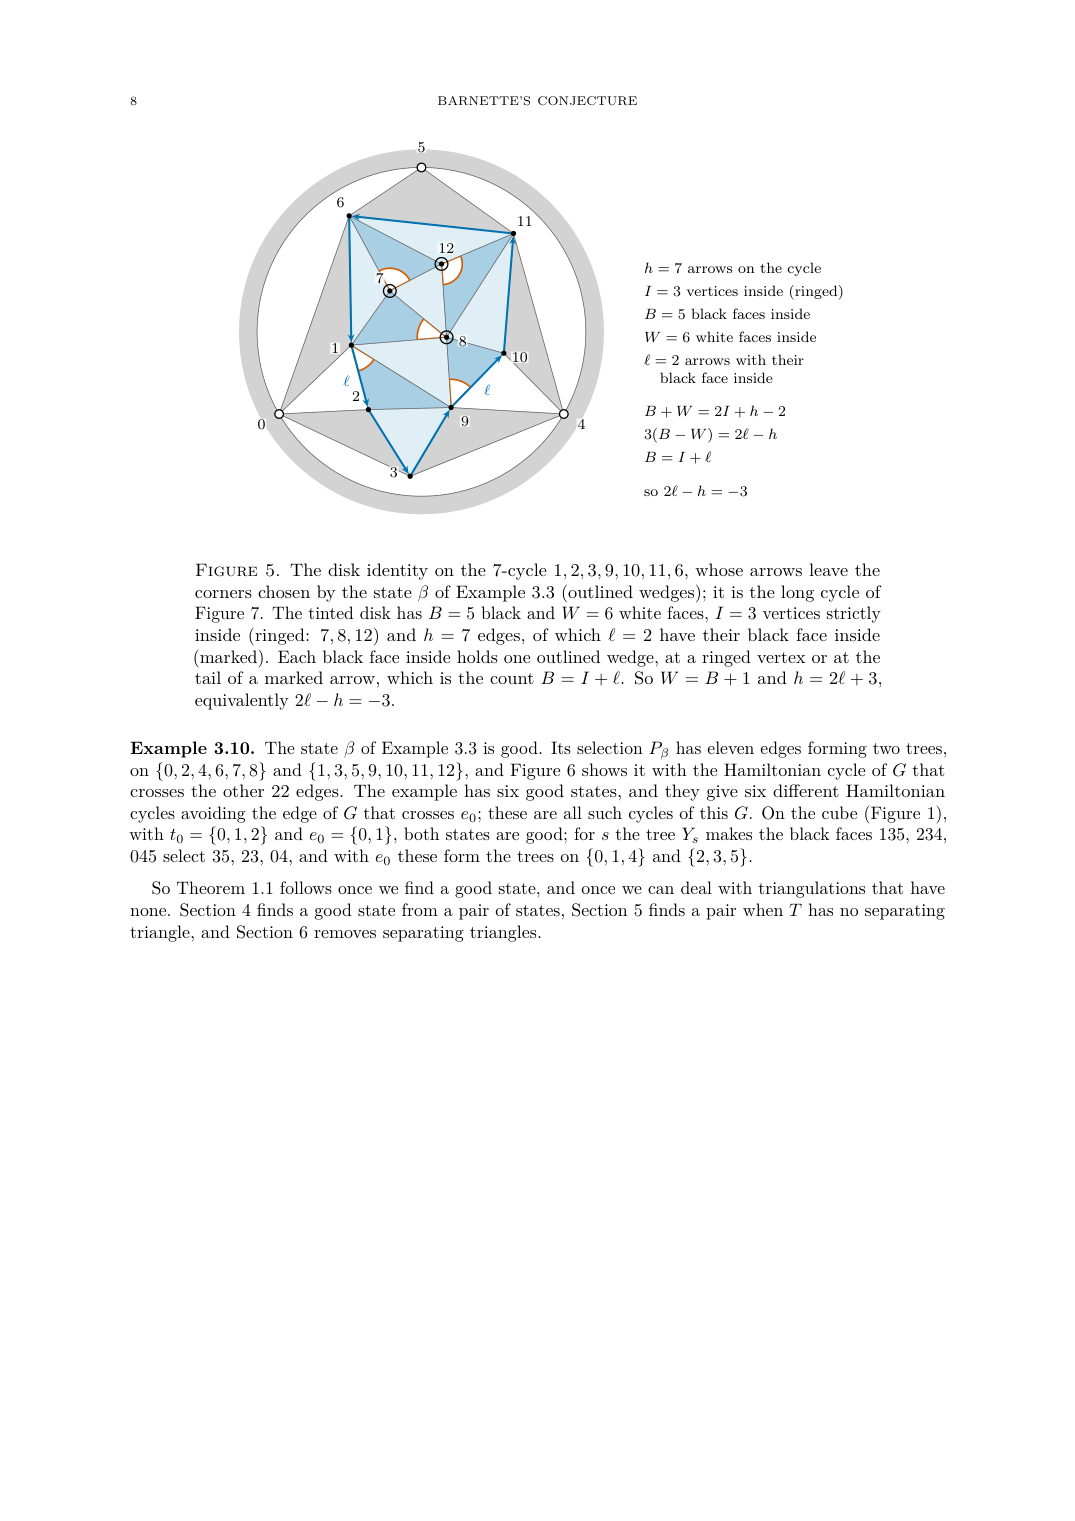 8
BARNETTE'S CONJECTURE
5
6
11
12
7
8
1
10
ℓ
2
ℓ
9
0
4
3
h = 7 arrows on the cycle
I = 3 vertices inside (ringed)
B = 5 black faces inside
W = 6 white faces inside
ℓ = 2 arrows with their
black face inside
B + W = 2I + h − 2
3(B − W) = 2ℓ − h
B = I + ℓ
so 2ℓ − h = −3
FIGURE 5. The disk identity on the 7-cycle 1, 2, 3, 9, 10, 11, 6, whose arrows leave the
corners chosen by the state β of Example 3.3 (outlined wedges); it is the long cycle of
Figure 7. The tinted disk has B = 5 black and W = 6 white faces, I = 3 vertices strictly
inside (ringed: 7, 8, 12) and h = 7 edges, of which ℓ = 2 have their black face inside
(marked). Each black face inside holds one outlined wedge, at a ringed vertex or at the
tail of a marked arrow, which is the count B = I + ℓ. So W = B + 1 and h = 2ℓ + 3,
equivalently 2ℓ − h = −3.
Example 3.10. The state β of Example 3.3 is good. Its selection P_β has eleven edges forming two trees,
on {0, 2, 4, 6, 7, 8} and {1, 3, 5, 9, 10, 11, 12}, and Figure 6 shows it with the Hamiltonian cycle of G that
crosses the other 22 edges. The example has six good states, and they give six different Hamiltonian
cycles avoiding the edge of G that crosses e₀; these are all such cycles of this G. On the cube (Figure 1),
with t₀ = {0, 1, 2} and e₀ = {0, 1}, both states are good; for s the tree Y_s makes the black faces 135, 234,
045 select 35, 23, 04, and with e₀ these form the trees on {0, 1, 4} and {2, 3, 5}.
So Theorem 1.1 follows once we find a good state, and once we can deal with triangulations that have
none. Section 4 finds a good state from a pair of states, Section 5 finds a pair when T has no separating
triangle, and Section 6 removes separating triangles.